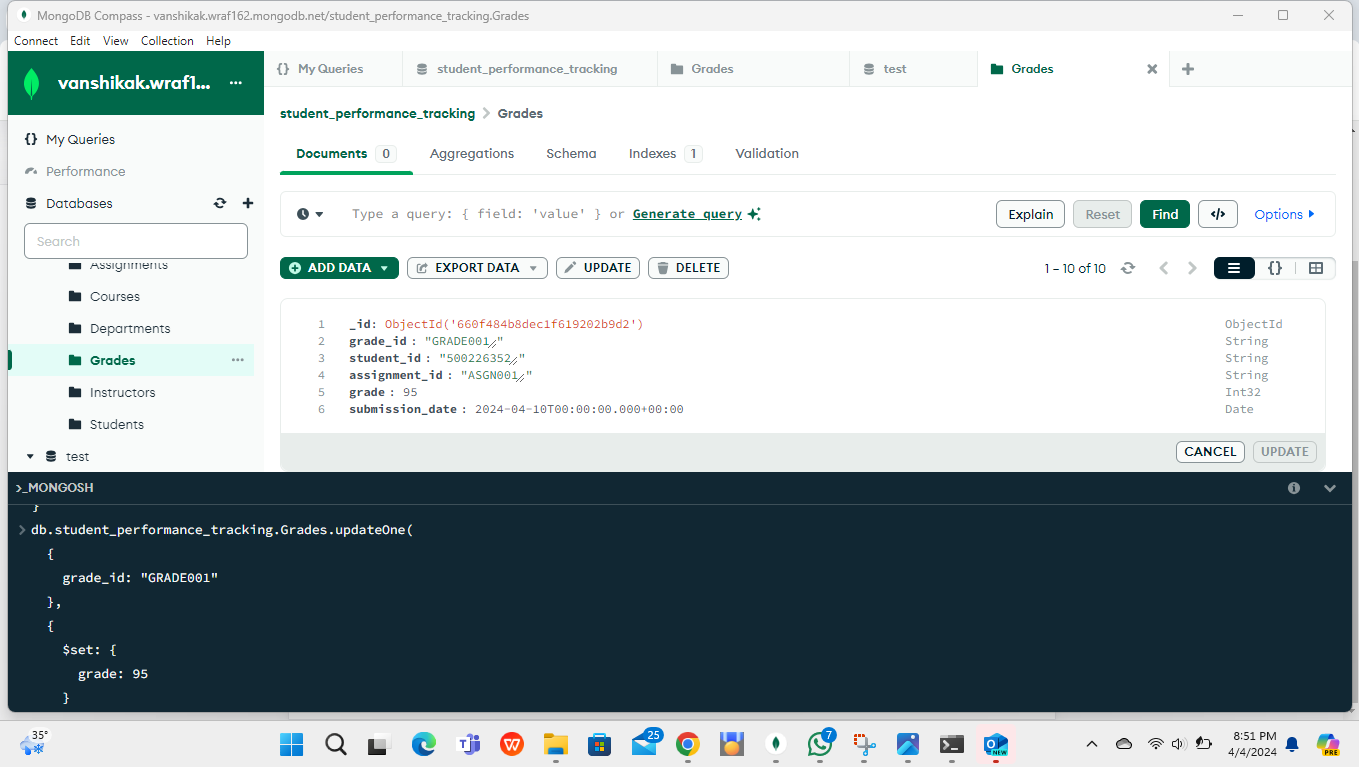 MongoDB Compass - vanshikak.wraf162.mongodb.net/student_performance_tracking.Grades
Connect Edit View Collection Help
vanshikak.wraf1... ...
{} My Queries
student_performance_tracking
Grades
test
Grades
student_performance_tracking > Grades
My Queries
Performance
Databases
Search
Assignments
Courses
Departments
Grades ...
Instructors
Students
test
Documents 0 Aggregations Schema Indexes 1 Validation
Type a query: { field: 'value' } or Generate query
Explain Reset Find </> Options
ADD DATA EXPORT DATA UPDATE DELETE
1 – 10 of 10
{}
1 _id: ObjectId('660f484b8dec1f619202b9d2') ObjectId
2 grade_id : "GRADE001" String
3 student_id : "500226352" String
4 assignment_id : "ASGN001" String
5 grade : 95 Int32
6 submission_date : 2024-04-10T00:00:00.000+00:00 Date
CANCEL UPDATE
>_MONGOSH
}
> db.student_performance_tracking.Grades.updateOne(
{
grade_id: "GRADE001"
},
{
$set: {
grade: 95
}
35°
25
7
NEW
8:51 PM
4/4/2024
PRE